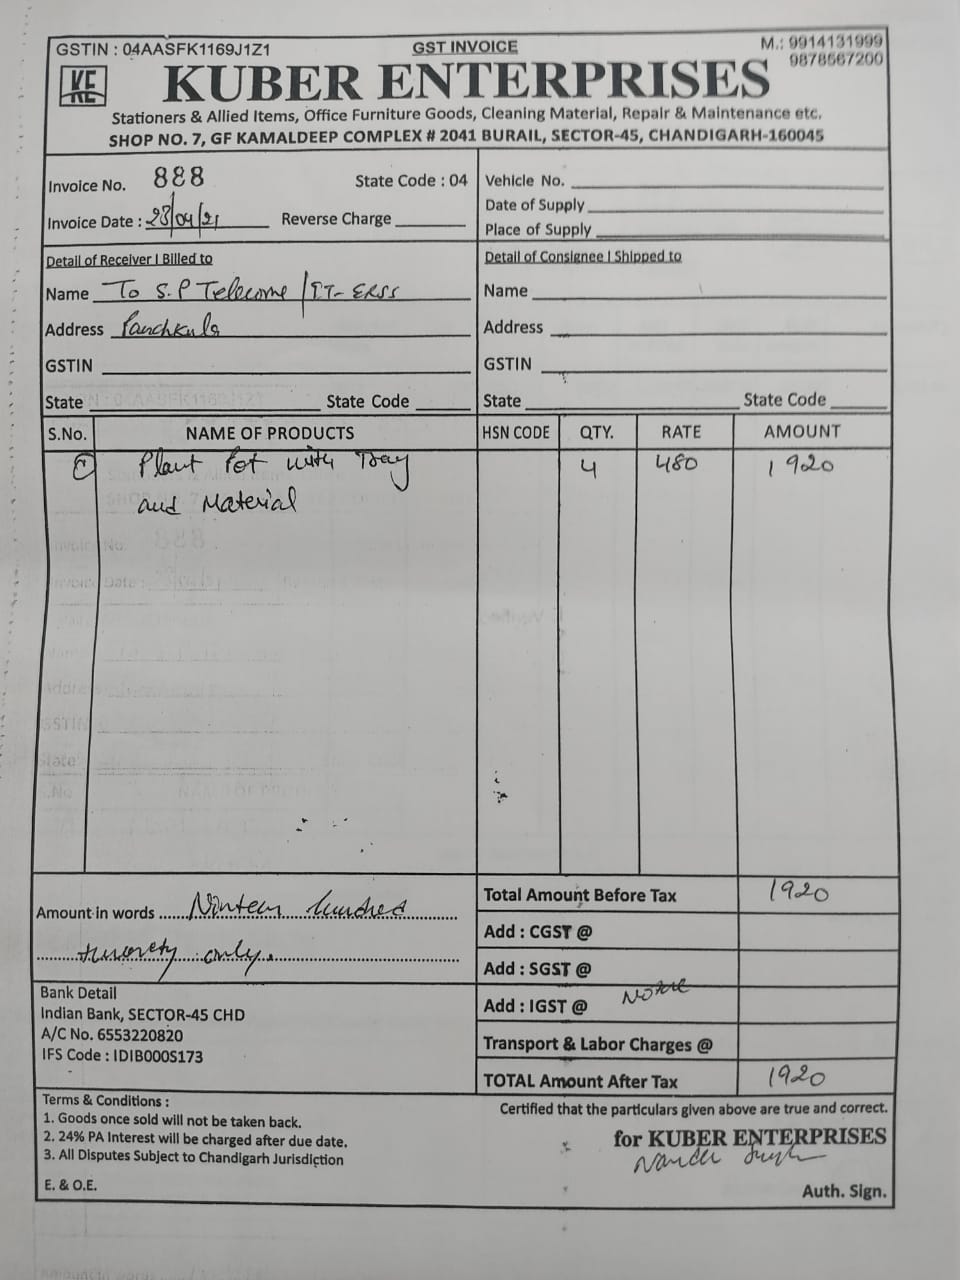 GSTIN : 04AASFK1169J1Z1
GST INVOICE
M.: 9914131999
9878567200
KE
KUBER ENTERPRISES
Stationers & Allied Items, Office Furniture Goods, Cleaning Material, Repair & Maintenance etc.
SHOP NO. 7, GF KAMALDEEP COMPLEX # 2041 BURAIL, SECTOR-45, CHANDIGARH-160045
Invoice No. 888 State Code : 04
Invoice Date : 23/04/21 Reverse Charge
Vehicle No.
Date of Supply
Place of Supply
Detail of Receiver I Billed to
Name To S.P Telecome / IT- ERSS
Address Panchkula
GSTIN
State State Code
Detail of Consignee I Shipped to
Name
Address
GSTIN
State State Code
S.No. NAME OF PRODUCTS HSN CODE QTY. RATE AMOUNT
Plant Pot with Tray 4 480 1920
and Material
Amount in words Ninteen hundred
twenety only.
Total Amount Before Tax 1920
Add : CGST @
Add : SGST @
Add : IGST @
Transport & Labor Charges @
TOTAL Amount After Tax 1920
Bank Detail
Indian Bank, SECTOR-45 CHD
A/C No. 6553220820
IFS Code : IDIB000S173
Terms & Conditions :
1. Goods once sold will not be taken back.
2. 24% PA Interest will be charged after due date.
3. All Disputes Subject to Chandigarh Jurisdiction
E. & O.E.
Certified that the particulars given above are true and correct.
for KUBER ENTERPRISES
Auth. Sign.